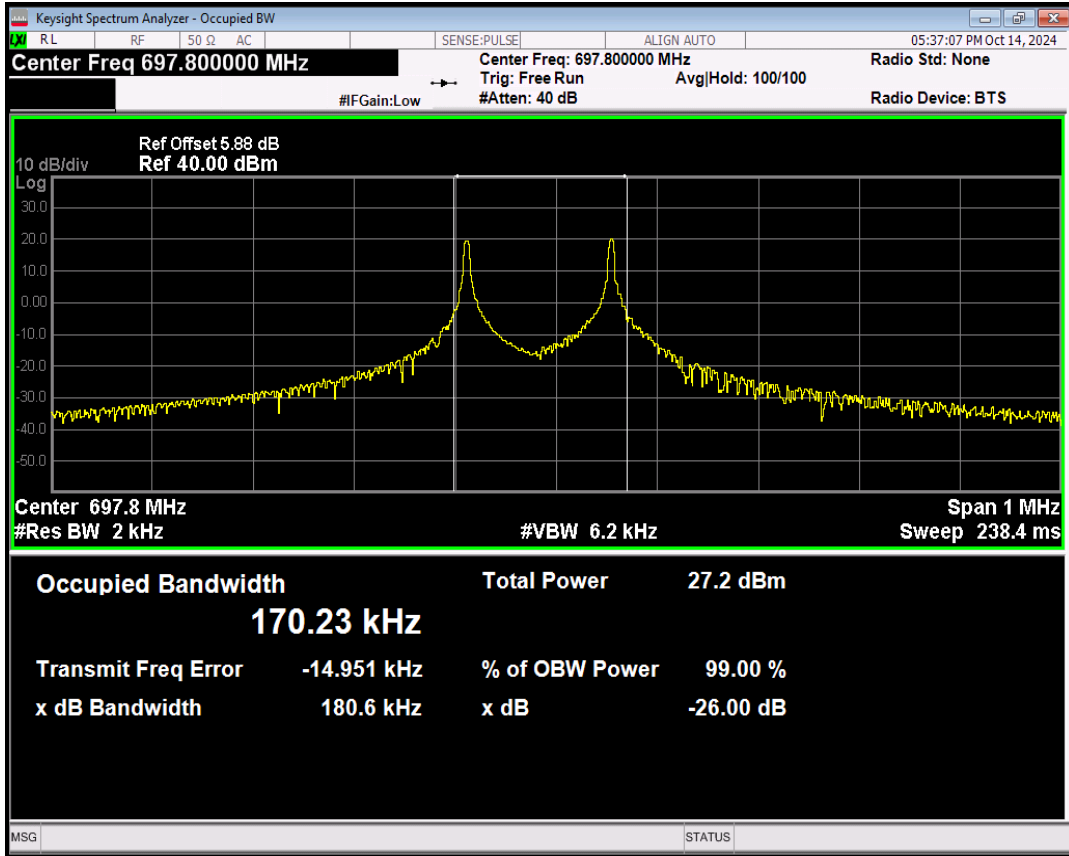 Keysight Spectrum Analyzer - Occupied BW
LXI RL RF 50 Ω AC SENSE:PULSE ALIGN AUTO 05:37:07 PM Oct 14, 2024
Center Freq 697.800000 MHz Center Freq: 697.800000 MHz Radio Std: None
Trig: Free Run Avg|Hold: 100/100
#IFGain:Low #Atten: 40 dB Radio Device: BTS
Ref Offset 5.88 dB
10 dB/div Ref 40.00 dBm
Log
30.0
20.0
10.0
0.00
-10.0
-20.0
-30.0
-40.0
-50.0
Center 697.8 MHz Span 1 MHz
#Res BW 2 kHz #VBW 6.2 kHz Sweep 238.4 ms
Occupied Bandwidth Total Power 27.2 dBm
170.23 kHz
Transmit Freq Error -14.951 kHz % of OBW Power 99.00 %
x dB Bandwidth 180.6 kHz x dB -26.00 dB
MSG STATUS